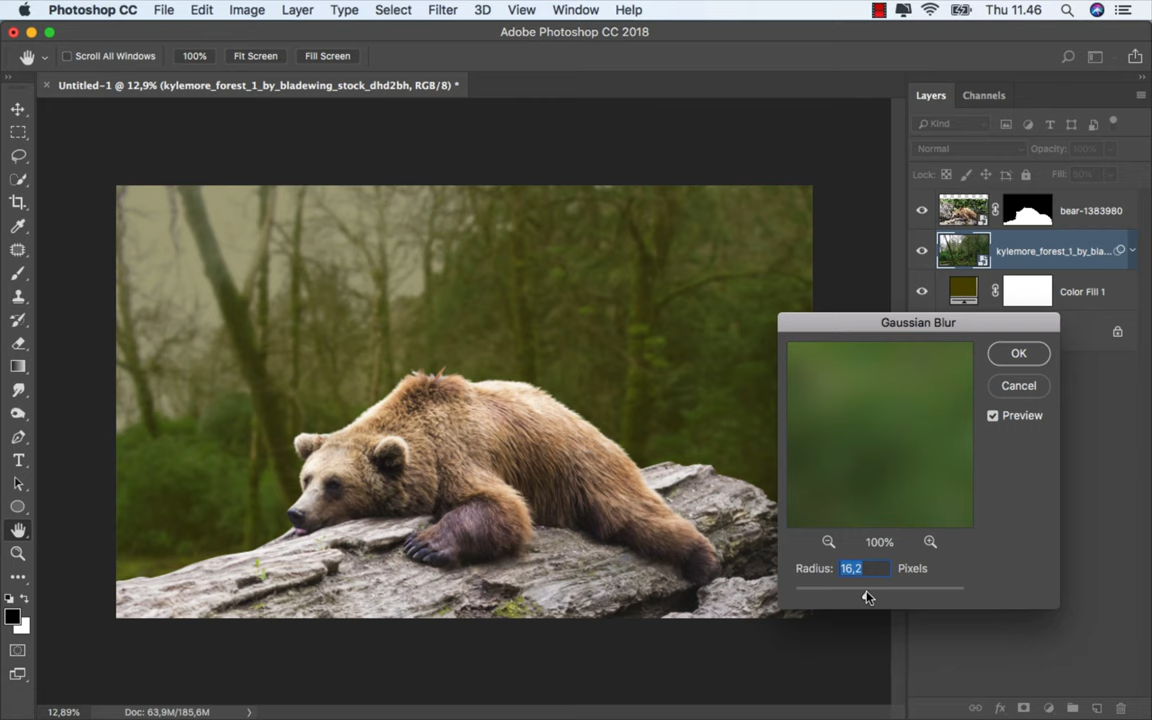 Photoshop CC File Edit Image Layer Type Select Filter 3D View Window Help Thu 11.46
Adobe Photoshop CC 2018
Scroll All Windows 100% Fit Screen Fill Screen
Untitled-1 @ 12,9% (kylemore_forest_1_by_bladewing_stock_dhd2bh, RGB/8) *
Layers Channels
Kind
Normal Opacity: 100%
Lock: Fill: 50%
bear-1383980
kylemore_forest_1_by_bla...
Color Fill 1
Gaussian Blur
OK
Cancel
Preview
100%
Radius: 16,2 Pixels
12,89% Doc: 63,9M/185,6M